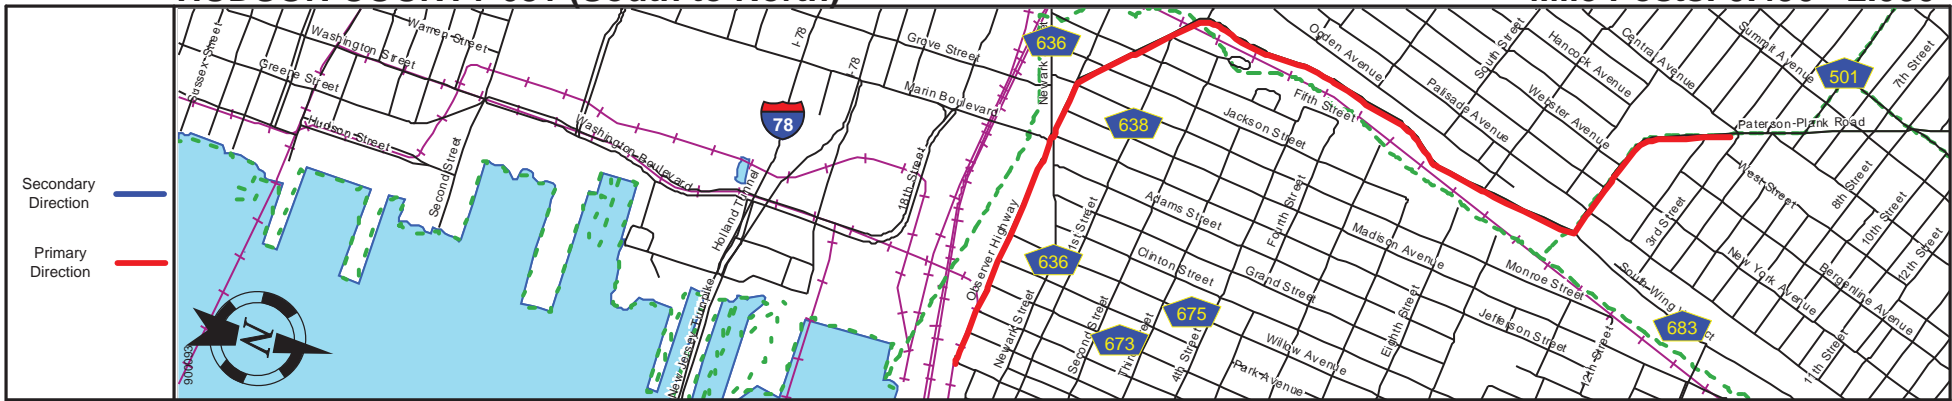 Secondary
Direction
Primary
Direction
Sussex Street
Warren Street
Washington Street
Greene Street
Hudson Street
Second Street
Washington Boulevard
I-78
78
78
Grove Street
Marin Boulevard
Holland Tunnel
18th Street
New Jersey Turnpike
Newark
636
638
Observer Highway
1st Street
636
Newark Street
Second Street
673
675
4th Street
Adams Street
Clinton Street
Grand Street
Willow Avenue
Park Avenue
Fourth Street
Jackson Street
Fifth Street
Madison Avenue
Eighth Street
Monroe Street
Jefferson Street
12th Street
Ogden Avenue
Palisade Avenue
South Street
Hancock Avenue
Webster Avenue
Central Avenue
Summit Avenue
501
7th Street
Paterson-Plank Road
West Street
3rd Street
8th Street
10th Street
12th Street
New York Avenue
Bergenline Avenue
South Wing
683
11th Street
N
900093